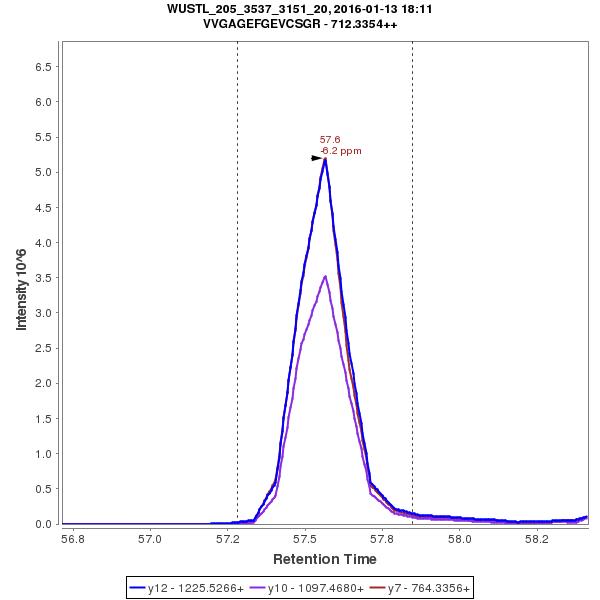 WUSTL_205_3537_3151_20, 2016-01-13 18:11
VVGAGEFGEVCSGR - 712.3354++
Intensity 10^6
6.5
6.0
5.5
5.0
4.5
4.0
3.5
3.0
2.5
2.0
1.5
1.0
0.5
0.0
57.6
-6.2 ppm
56.8 57.0 57.2 57.5 57.8 58.0 58.2
Retention Time
y12 - 1225.5266+ y10 - 1097.4680+ y7 - 764.3356+